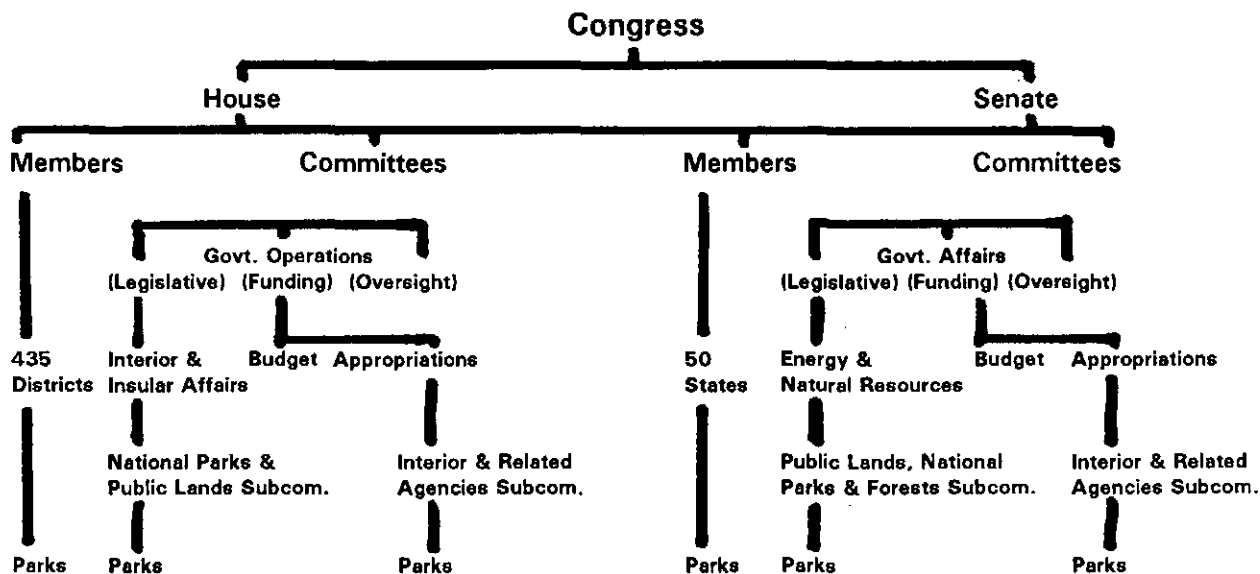 Congress
House Senate
Members Committees Members Committees
Govt. Operations Govt. Affairs
(Legislative) (Funding) (Oversight) (Legislative) (Funding) (Oversight)
435 Interior & Budget Appropriations 50 Energy & Budget Appropriations
Districts Insular Affairs States Natural Resources
National Parks & Interior & Related Public Lands, National Interior & Related
Public Lands Subcom. Agencies Subcom. Parks & Forests Subcom. Agencies Subcom.
Parks Parks Parks Parks Parks Parks